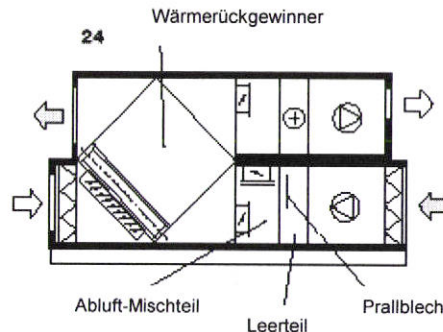 Wärmerückgewinner
24
Abluft-Mischteil
Leerteil
Prallblech